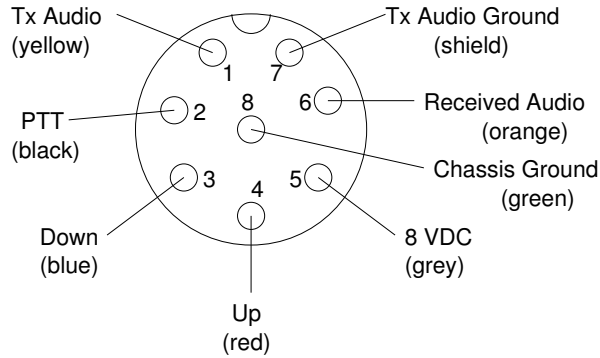 Tx Audio
(yellow)
Tx Audio Ground
(shield)
1
7
PTT
(black)
2
8
6
Received Audio
(orange)
Chassis Ground
(green)
3
4
5
Down
(blue)
8 VDC
(grey)
Up
(red)